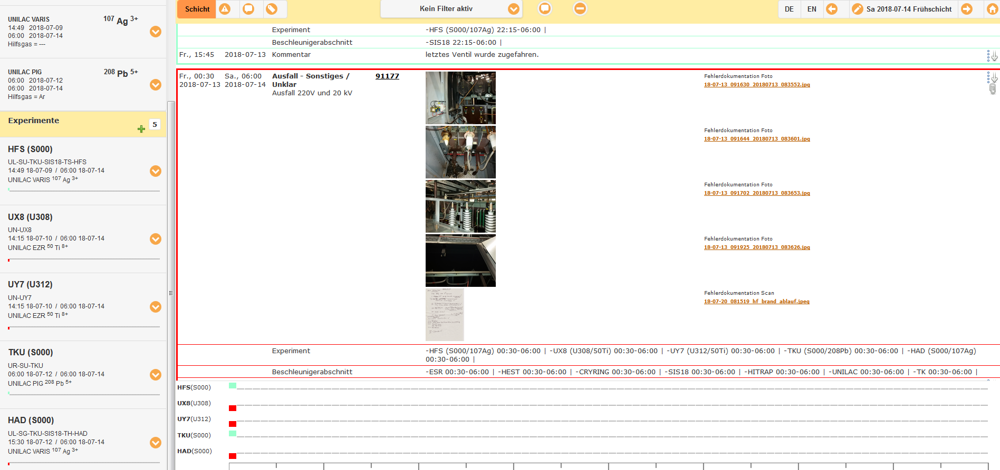 UNILAC VARIS
107 Ag 3+
14:49 2018-07-09
06:00 2018-07-14
Hilfsgas = ---
UNILAC PIG
208 Pb 5+
06:00 2018-07-12
06:00 2018-07-14
Hilfsgas = Ar
Experimente
5
HFS (S000)
UL-SU-TKU-SIS18-TS-HFS
14:49 18-07-09 / 06:00 18-07-14
UNILAC VARIS 107 Ag 3+
UX8 (U308)
UN-UX8
14:15 18-07-10 / 06:00 18-07-14
UNILAC EZR 50 Ti 8+
UY7 (U312)
UN-UY7
14:15 18-07-10 / 06:00 18-07-14
UNILAC EZR 50 Ti 8+
TKU (S000)
UR-SU-TKU
06:00 18-07-12 / 06:00 18-07-14
UNILAC PIG 208 Pb 5+
HAD (S000)
UL-SG-TKU-SIS18-TH-HAD
15:30 18-07-12 / 06:00 18-07-14
UNILAC VARIS 107 Ag 3+
Schicht
Kein Filter aktiv
DE
EN
Sa 2018-07-14 Frühschicht
Experiment
-HFS (S000/107Ag) 22:15-06:00 |
Beschleunigerabschnitt
-SIS18 22:15-06:00 |
Fr., 15:45 2018-07-13 Kommentar
letztes Ventil wurde zugefahren.
Fr., 00:30 Sa., 06:00 Ausfall - Sonstiges / 91177
2018-07-13 2018-07-14 Unklar
Ausfall 220V und 20 kV
Fehlerdokumentation Foto
18-07-13_091630_20180713_083552.jpg
Fehlerdokumentation Foto
18-07-13_091644_20180713_083601.jpg
Fehlerdokumentation Foto
18-07-13_091702_20180713_083653.jpg
Fehlerdokumentation Foto
18-07-13_091925_20180713_083626.jpg
Fehlerdokumentation Scan
18-07-20_081519_hf_brand_ablauf.jpeg
Experiment
-HFS (S000/107Ag) 00:30-06:00 | -UX8 (U308/50Ti) 00:30-06:00 | -UY7 (U312/50Ti) 00:30-06:00 | -TKU (S000/208Pb) 00:30-06:00 | -HAD (S000/107Ag)
00:30-06:00 |
Beschleunigerabschnitt
-ESR 00:30-06:00 | -HEST 00:30-06:00 | -CRYRING 00:30-06:00 | -SIS18 00:30-06:00 | -HITRAP 00:30-06:00 | -UNILAC 00:30-06:00 | -TK 00:30-06:00 |
HFS(S000)
UX8(U308)
UY7(U312)
TKU(S000)
HAD(S000)